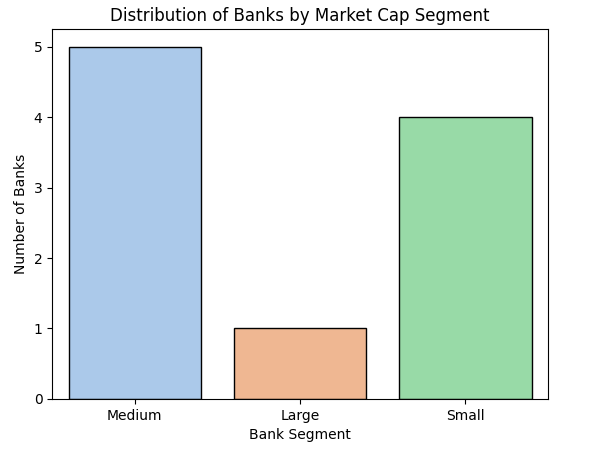 Distribution of Banks by Market Cap Segment
Number of Banks
5
4
3
2
1
0
Medium Large Small
Bank Segment